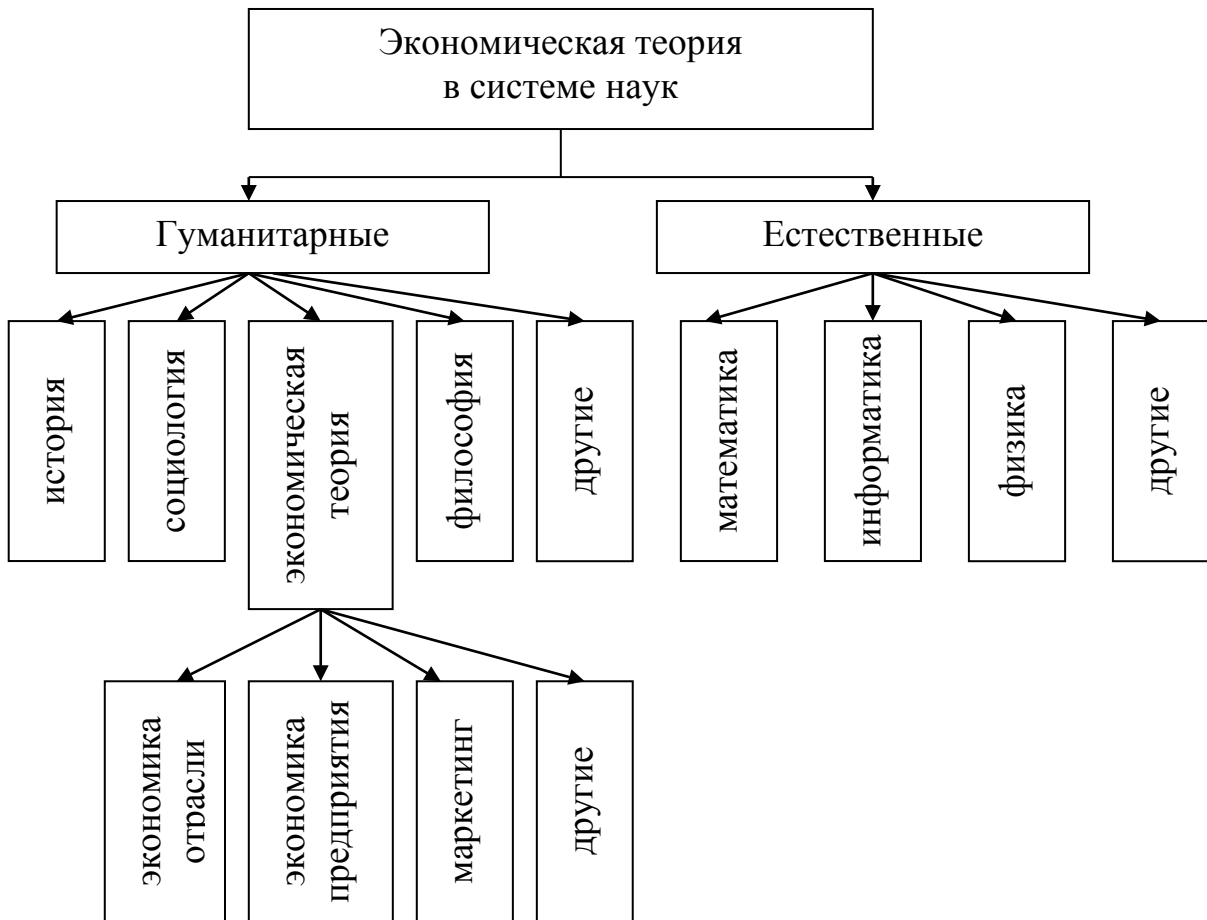 Экономическая теория
в системе наук
Гуманитарные
Естественные
история
социология
экономическая
теория
философия
другие
математика
информатика
физика
другие
экономика
отрасли
экономика
предприятия
маркетинг
другие